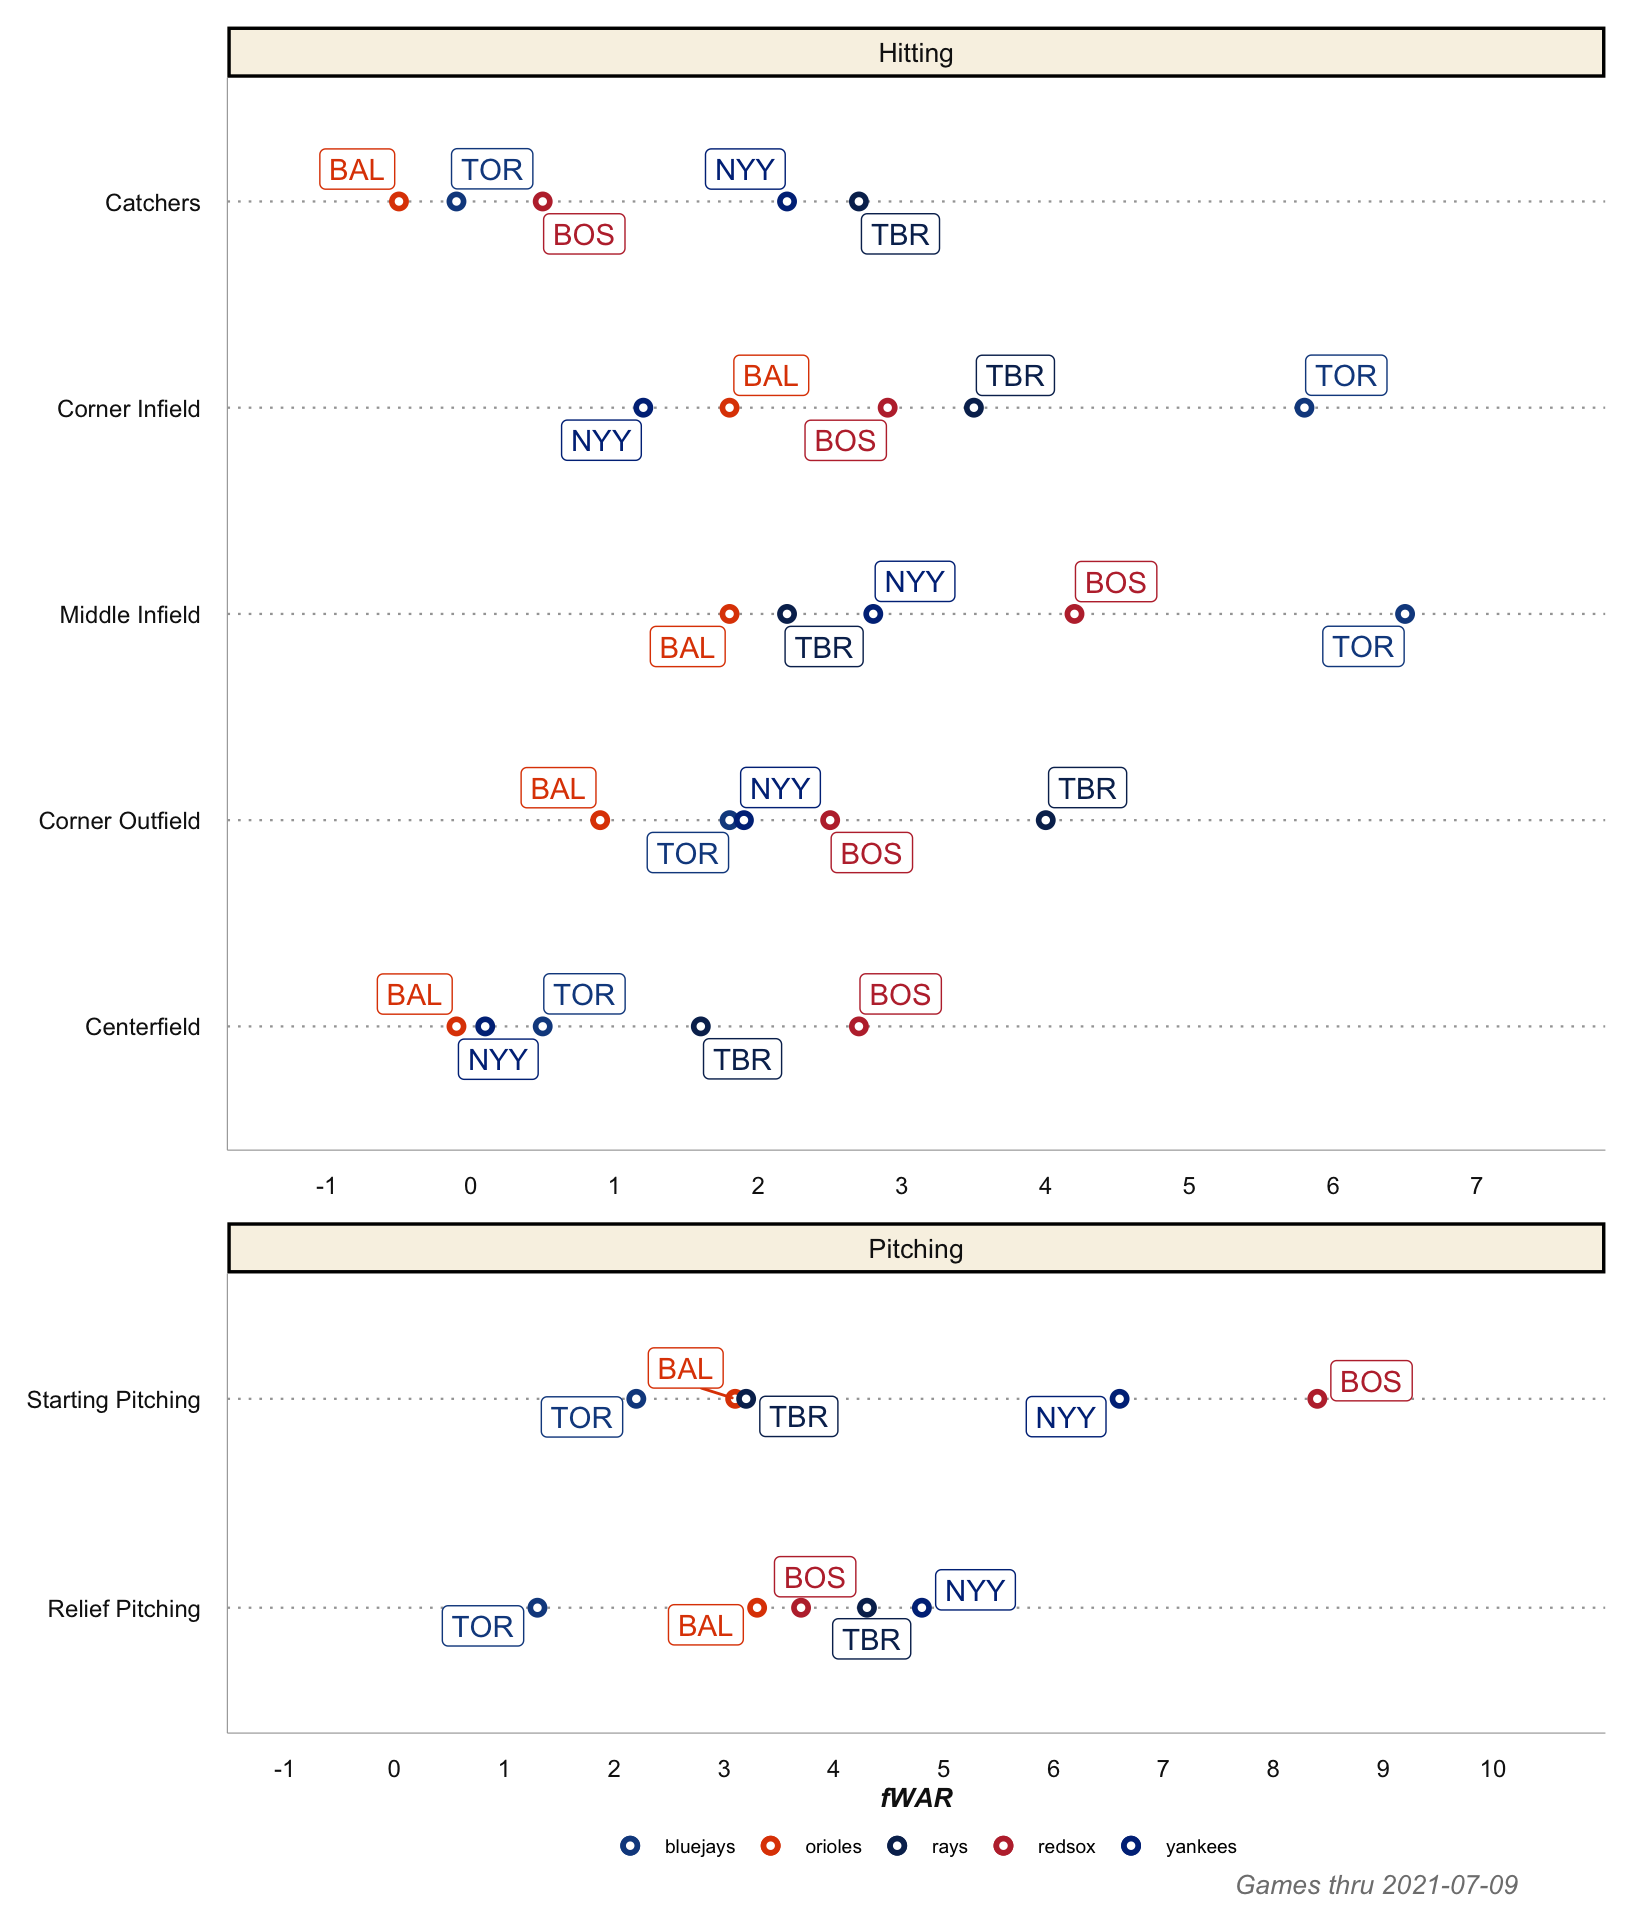 Hitting
BAL TOR NYY
Catchers
BOS TBR
BAL TBR TOR
Corner Infield
NYY BOS
NYY BOS
Middle Infield
BAL TBR TOR
BAL NYY TBR
Corner Outfield
TOR BOS
BAL TOR BOS
Centerfield
NYY TBR
-1 0 1 2 3 4 5 6 7
Pitching
BAL BOS
Starting Pitching
TOR TBR NYY
BOS NYY
Relief Pitching
TOR BAL TBR
-1 0 1 2 3 4 5 6 7 8 9 10
fWAR
bluejays orioles rays redsox yankees
Games thru 2021-07-09